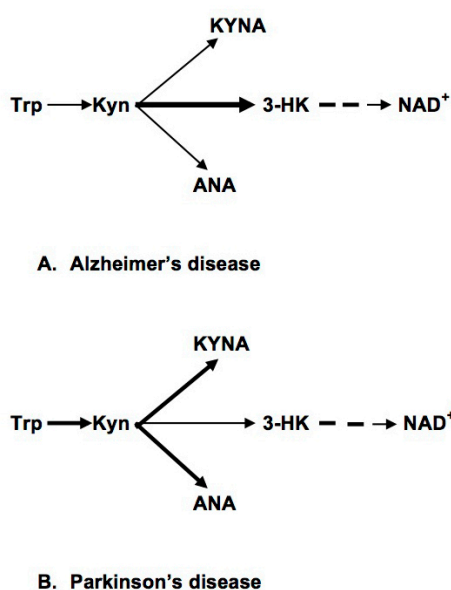 KYNA
Trp Kyn 3-HK NAD+
ANA
A. Alzheimer's disease
KYNA
Trp Kyn 3-HK NAD+
ANA
B. Parkinson's disease